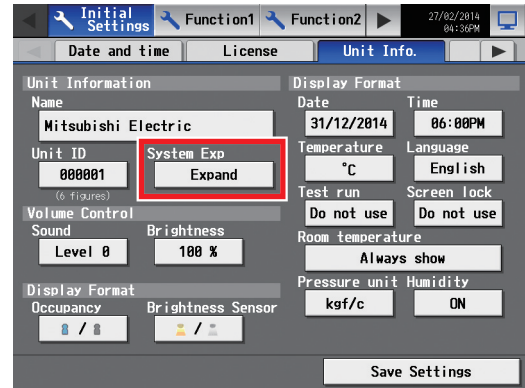 Initial Settings
Function1
Function2
27/02/2014
04:36PM
Date and time
License
Unit Info.
Unit Information
Name
Mitsubishi Electric
Unit ID
System Exp
000001
Expand
(6 figures)
Volume Control
Sound
Brightness
Level 0
100 %
Display Format
Occupancy
Brightness Sensor
/
/
Display Format
Date
Time
31/12/2014
06:00PM
Temperature
Language
°C
English
Test run
Screen lock
Do not use
Do not use
Room temperature
Always show
Pressure unit
Humidity
kgf/c
ON
Save Settings